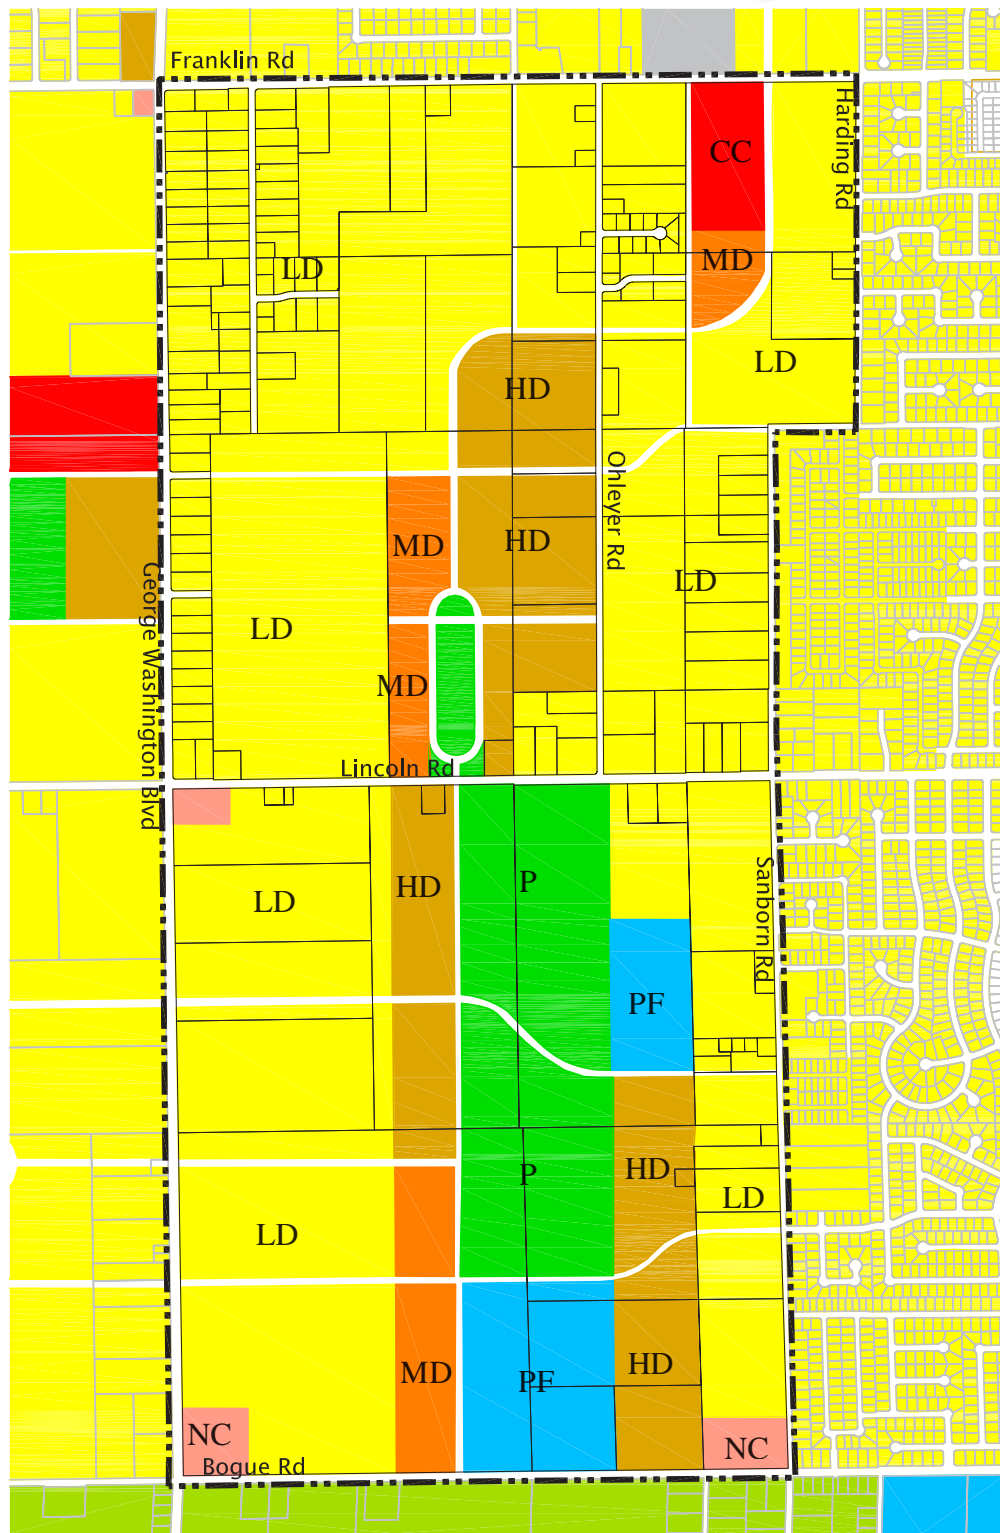 Franklin Rd
Harding Rd
CC
MD
LD
LD
HD
Ohleyer Rd
HD
MD
George Washington Blvd
LD
LD
MD
Lincoln Rd
P
HD
LD
Sanborn Rd
PF
P
HD
LD
LD
HD
MD
PF
NC
NC
Bogue Rd